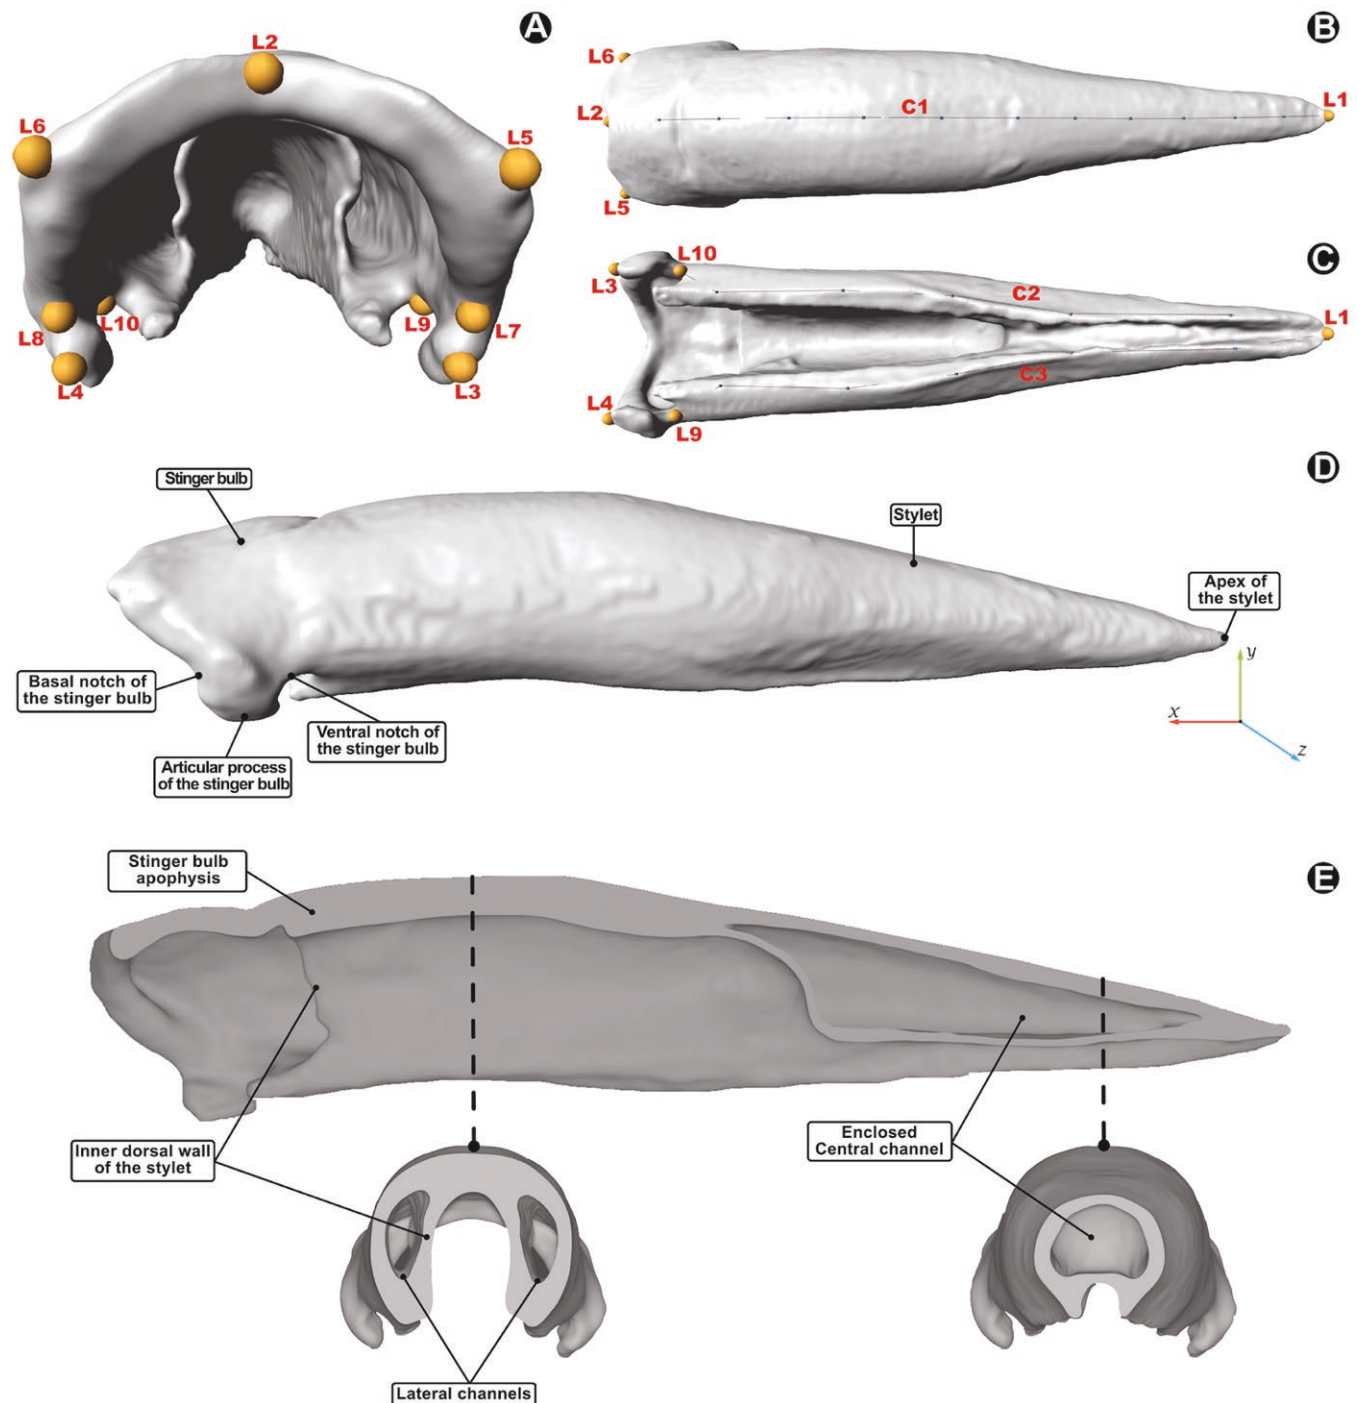 A
L2
L6
L5
L8
L10
L9
L7
L4
L3
B
L6
L2
C1
L1
L5
C
L10
L3
C2
L1
C3
L4
L9
D
Stinger bulb
Stylet
Apex of
the stylet
Basal notch of
the stinger bulb
Ventral notch of
the stinger bulb
Articular process
of the stinger bulb
y
x
z
E
Stinger bulb
apophysis
Inner dorsal wall
of the stylet
Enclosed
Central channel
Lateral channels